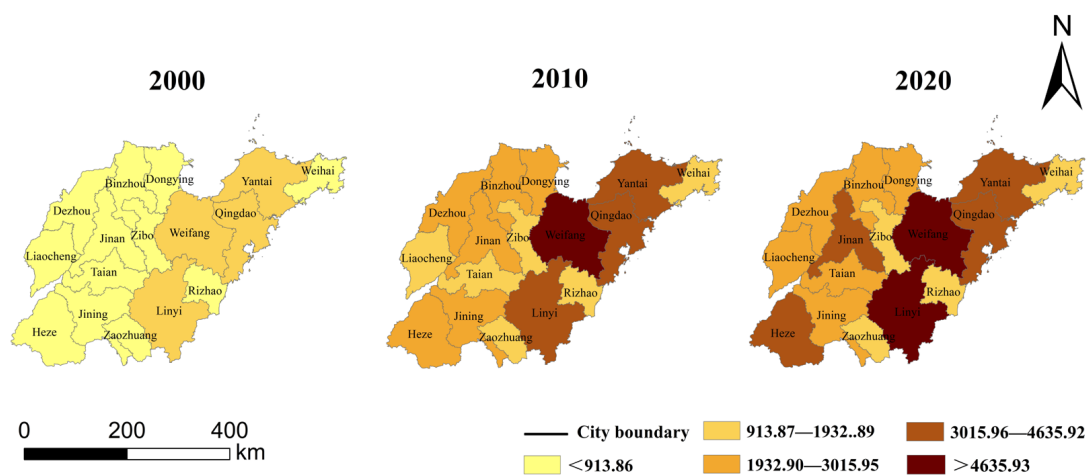 N
2000
2010
2020
Binzhou
Dongying
Yantai
Weihai
Dezhou
Qingdao
Jinan
Zibo
Weifang
Liaocheng
Taian
Rizhao
Jining
Linyi
Heze
Zaozhuang
Binzhou
Dongying
Yantai
Weihai
Dezhou
Qingdao
Jinan
Zibo
Weifang
Liaocheng
Taian
Rizhao
Jining
Linyi
Heze
Zaozhuang
Binzhou
Dongying
Yantai
Weihai
Dezhou
Qingdao
Jinan
Zibo
Weifang
Liaocheng
Taian
Rizhao
Jining
Linyi
Heze
Zaozhuang
0 200 400
km
City boundary
913.87—1932..89
3015.96—4635.92
<913.86
1932.90—3015.95
>4635.93